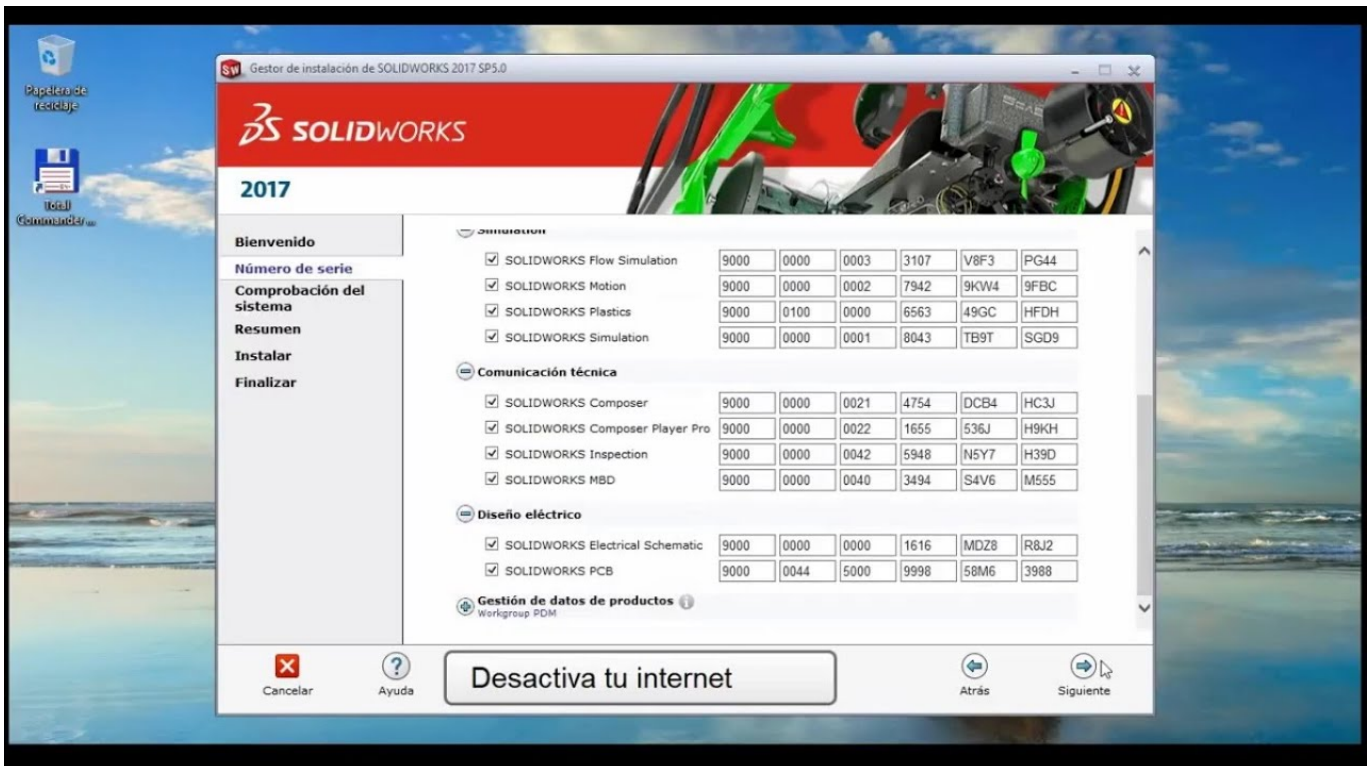 Papelera de
reciclaje
Total
Commander...
SW Gestor de instalación de SOLIDWORKS 2017 SP5.0
SOLIDWORKS
2017
Bienvenido
Número de serie
Comprobación del
sistema
Resumen
Instalar
Finalizar
Simulation
SOLIDWORKS Flow Simulation 9000 0000 0003 3107 V8F3 PG44
SOLIDWORKS Motion 9000 0000 0002 7942 9KW4 9FBC
SOLIDWORKS Plastics 9000 0100 0000 6563 49GC HFDH
SOLIDWORKS Simulation 9000 0000 0001 8043 TB9T SGD9
Comunicación técnica
SOLIDWORKS Composer 9000 0000 0021 4754 DCB4 HC3J
SOLIDWORKS Composer Player Pro 9000 0000 0022 1655 536J H9KH
SOLIDWORKS Inspection 9000 0000 0042 5948 N5Y7 H39D
SOLIDWORKS MBD 9000 0000 0040 3494 S4V6 M555
Diseño eléctrico
SOLIDWORKS Electrical Schematic 9000 0000 0000 1616 MDZ8 R8J2
SOLIDWORKS PCB 9000 0044 5000 9998 58M6 3988
Gestión de datos de productos
Workgroup PDM
Cancelar
Ayuda
Desactiva tu internet
Atrás
Siguiente